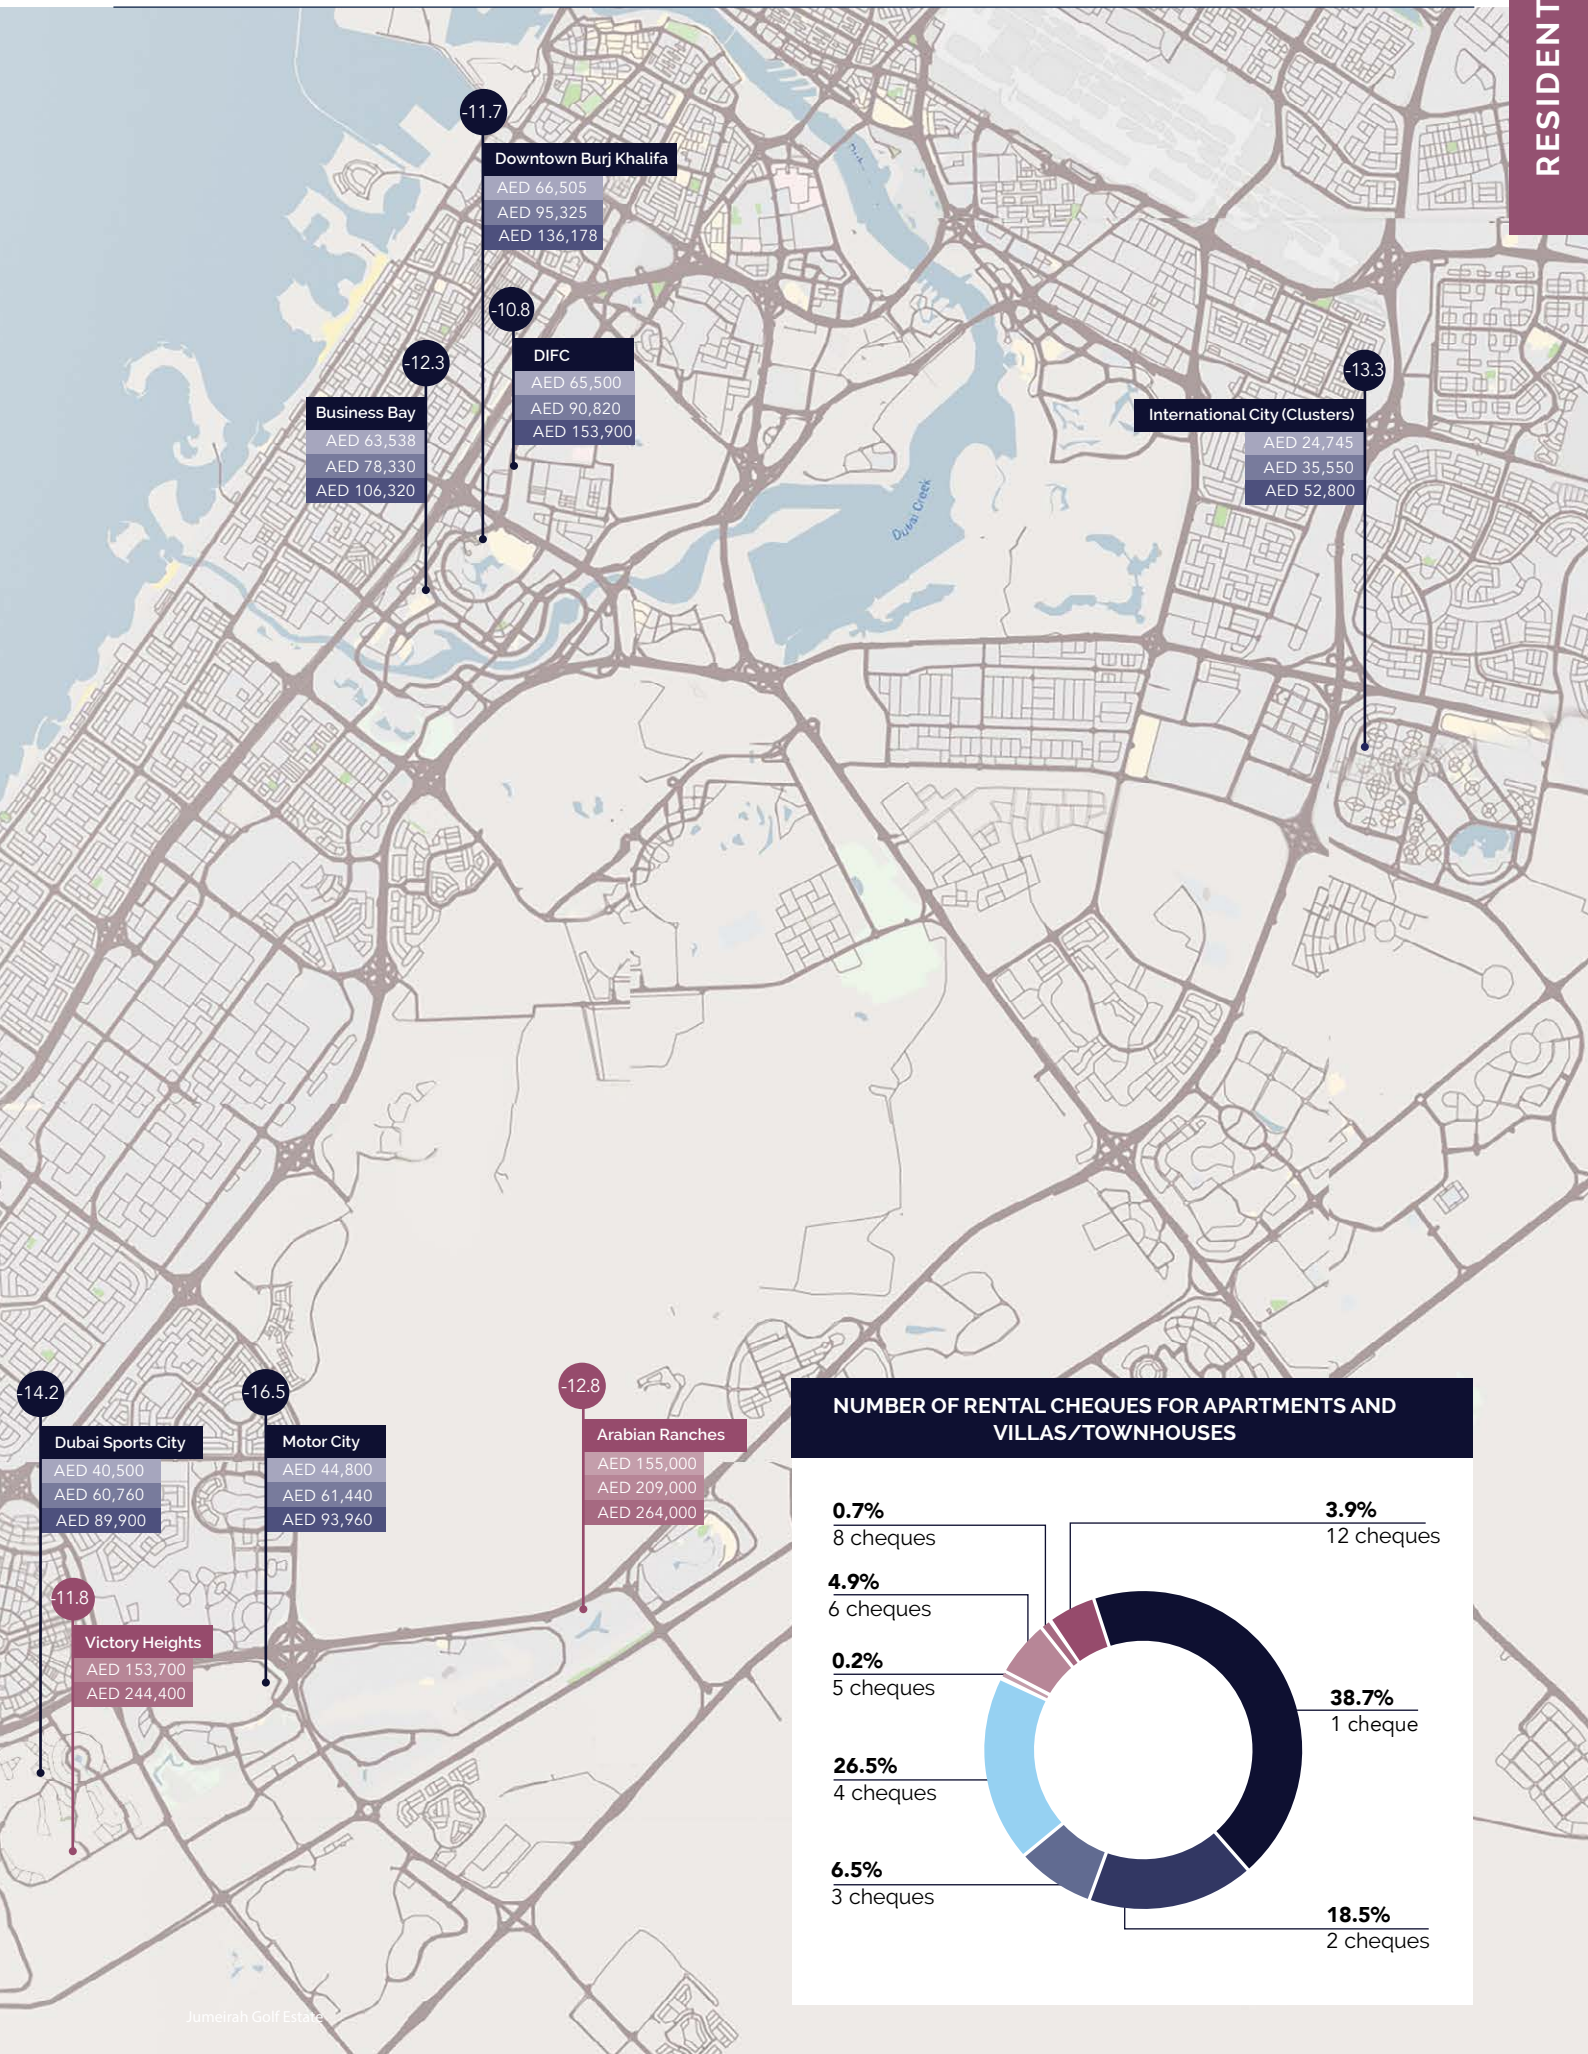 RESIDENT
-11.7
Downtown Burj Khalifa
AED 66,505
AED 95,325
AED 136,178
-10.8
DIFC
AED 65,500
AED 90,820
AED 153,900
-12.3
Business Bay
AED 63,538
AED 78,330
AED 106,320
-13.3
International City (Clusters)
AED 24,745
AED 35,550
AED 52,800
Dubai Creek
-14.2
Dubai Sports City
AED 40,500
AED 60,760
AED 89,900
-16.5
Motor City
AED 44,800
AED 61,440
AED 93,960
-12.8
Arabian Ranches
AED 155,000
AED 209,000
AED 264,000
-11.8
Victory Heights
AED 153,700
AED 244,400
Jumeirah Golf Estate
NUMBER OF RENTAL CHEQUES FOR APARTMENTS AND
VILLAS/TOWNHOUSES
0.7%
8 cheques
3.9%
12 cheques
4.9%
6 cheques
0.2%
5 cheques
38.7%
1 cheque
26.5%
4 cheques
6.5%
3 cheques
18.5%
2 cheques